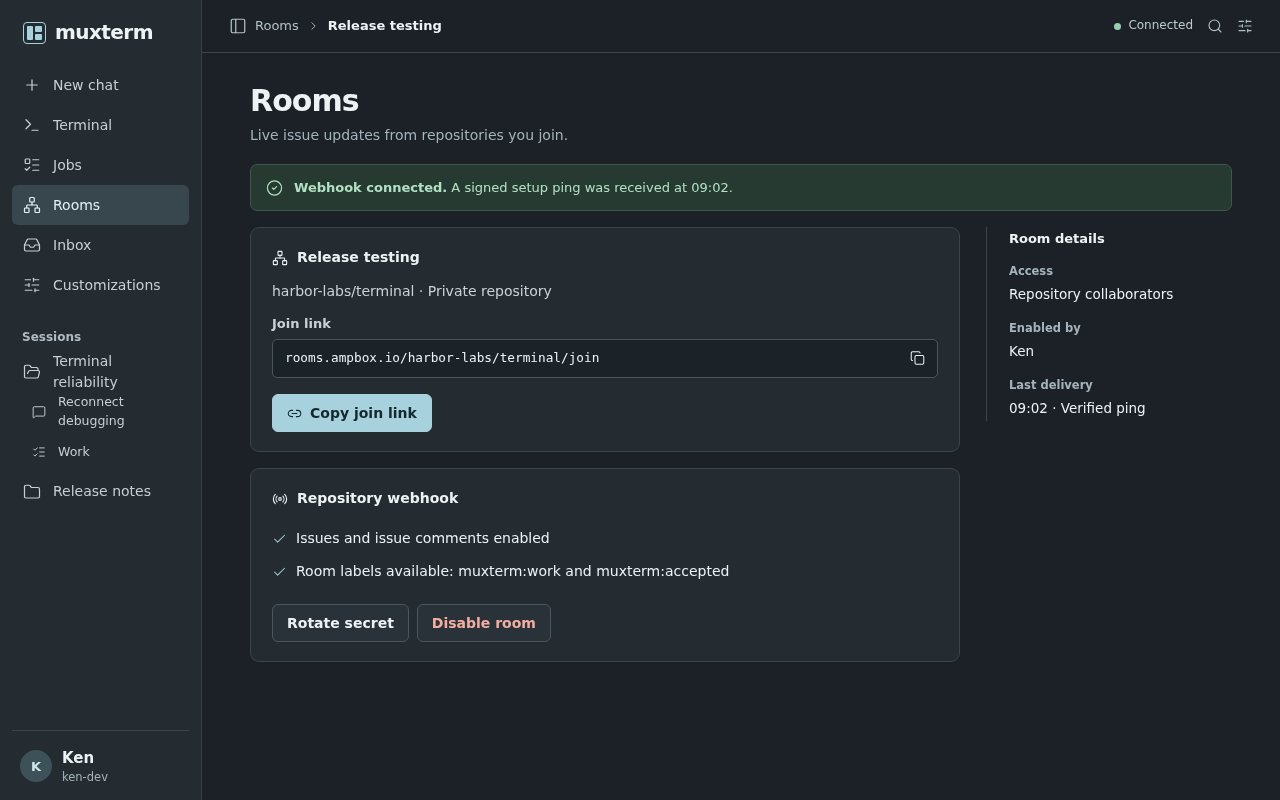 muxterm
New chat
Terminal
Jobs
Rooms
Inbox
Customizations
Sessions
Terminal
reliability
Reconnect
debugging
Work
Release notes
K
Ken
ken-dev
Rooms
Release testing
Connected
Rooms
Live issue updates from repositories you join.
Webhook connected. A signed setup ping was received at 09:02.
Release testing
harbor-labs/terminal · Private repository
Join link
rooms.ampbox.io/harbor-labs/terminal/join
Copy join link
Repository webhook
Issues and issue comments enabled
Room labels available: muxterm:work and muxterm:accepted
Rotate secret
Disable room
Room details
Access
Repository collaborators
Enabled by
Ken
Last delivery
09:02 · Verified ping